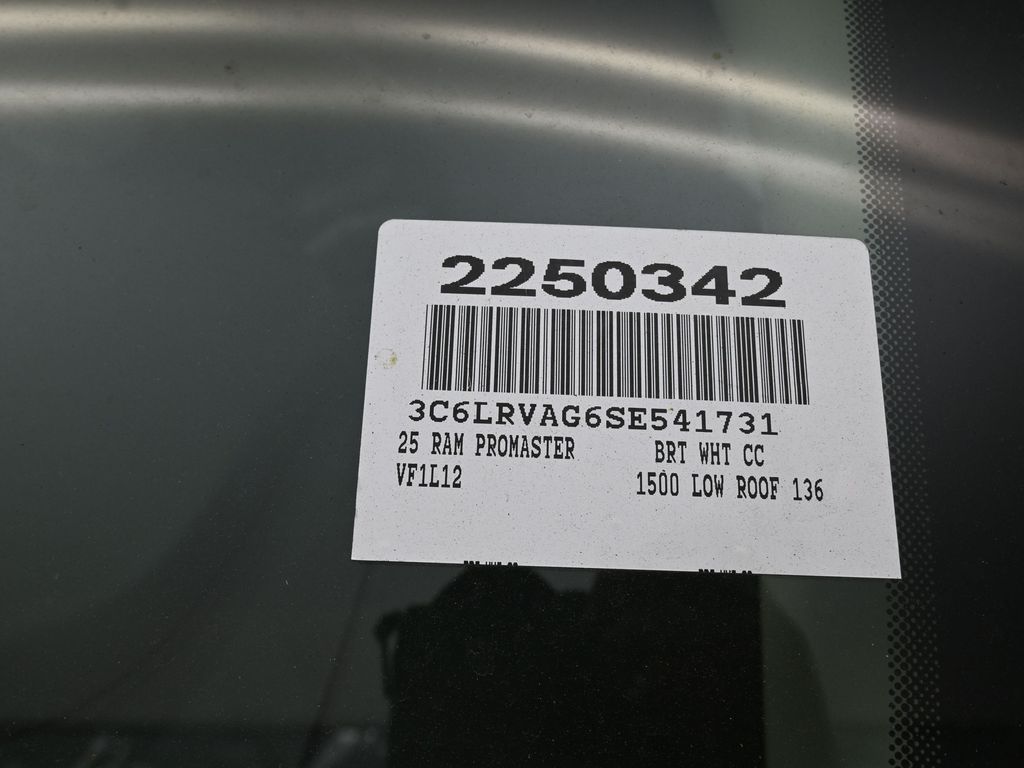 2250342
3C6LRVAG6SE541731
25 RAM PROMASTER BRT WHT CC
VF1L12 1500 LOW ROOF 136